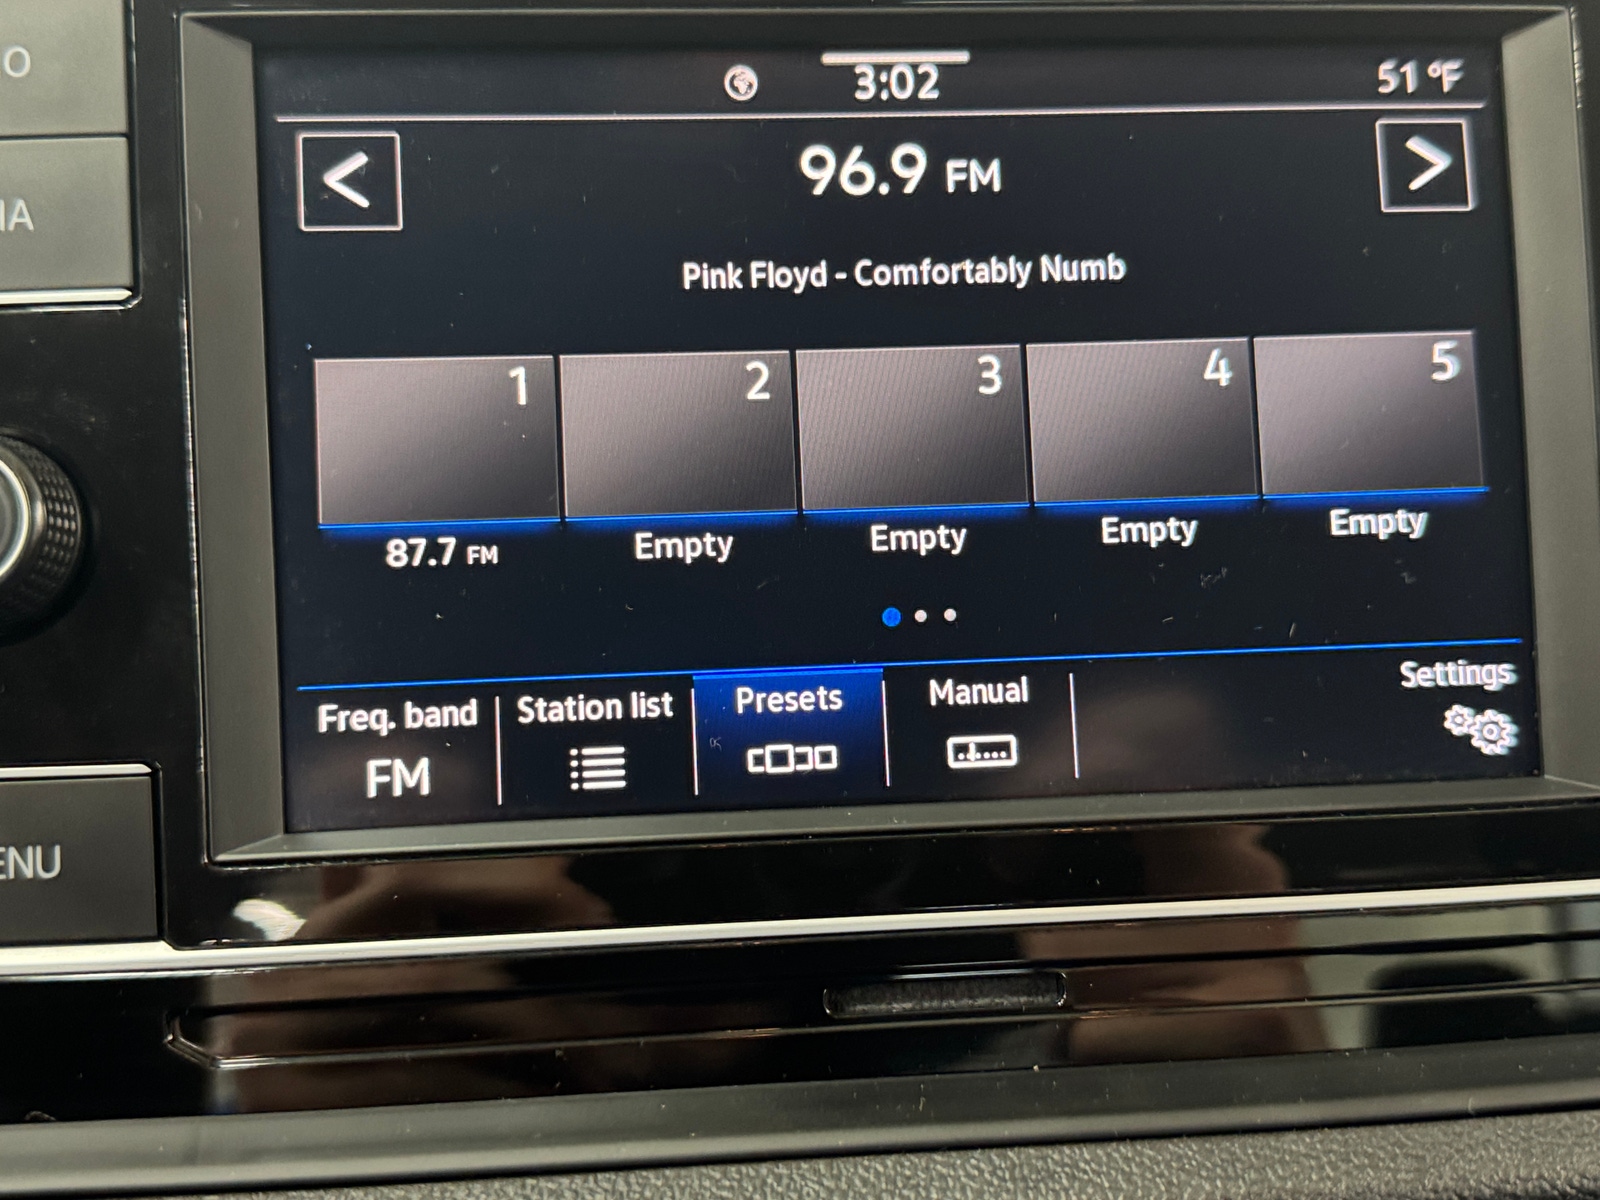 O
3:02
51 °F
<
96.9 FM
>
IA
Pink Floyd - Comfortably Numb
1
2
3
4
5
87.7 FM
Empty
Empty
Empty
Empty
Freq. band
FM
Station list
Presets
Manual
Settings
ENU